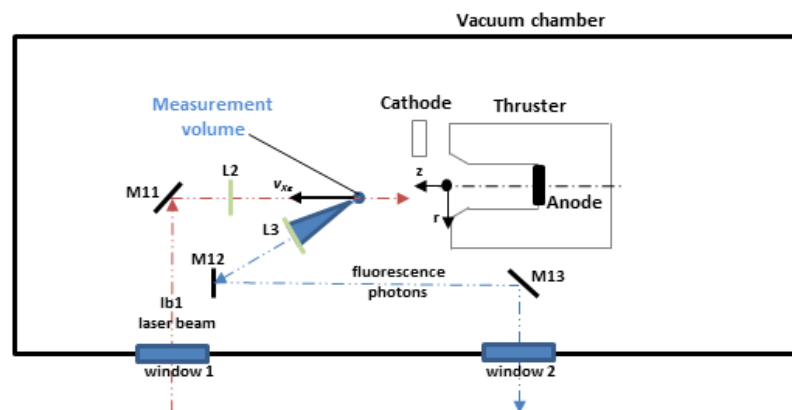 Vacuum chamber
Measurement
volume
Cathode
Thruster
M11
L2
v_Xe
z
Anode
r
L3
M12
lb1
laser beam
fluorescence
photons
M13
window 1
window 2